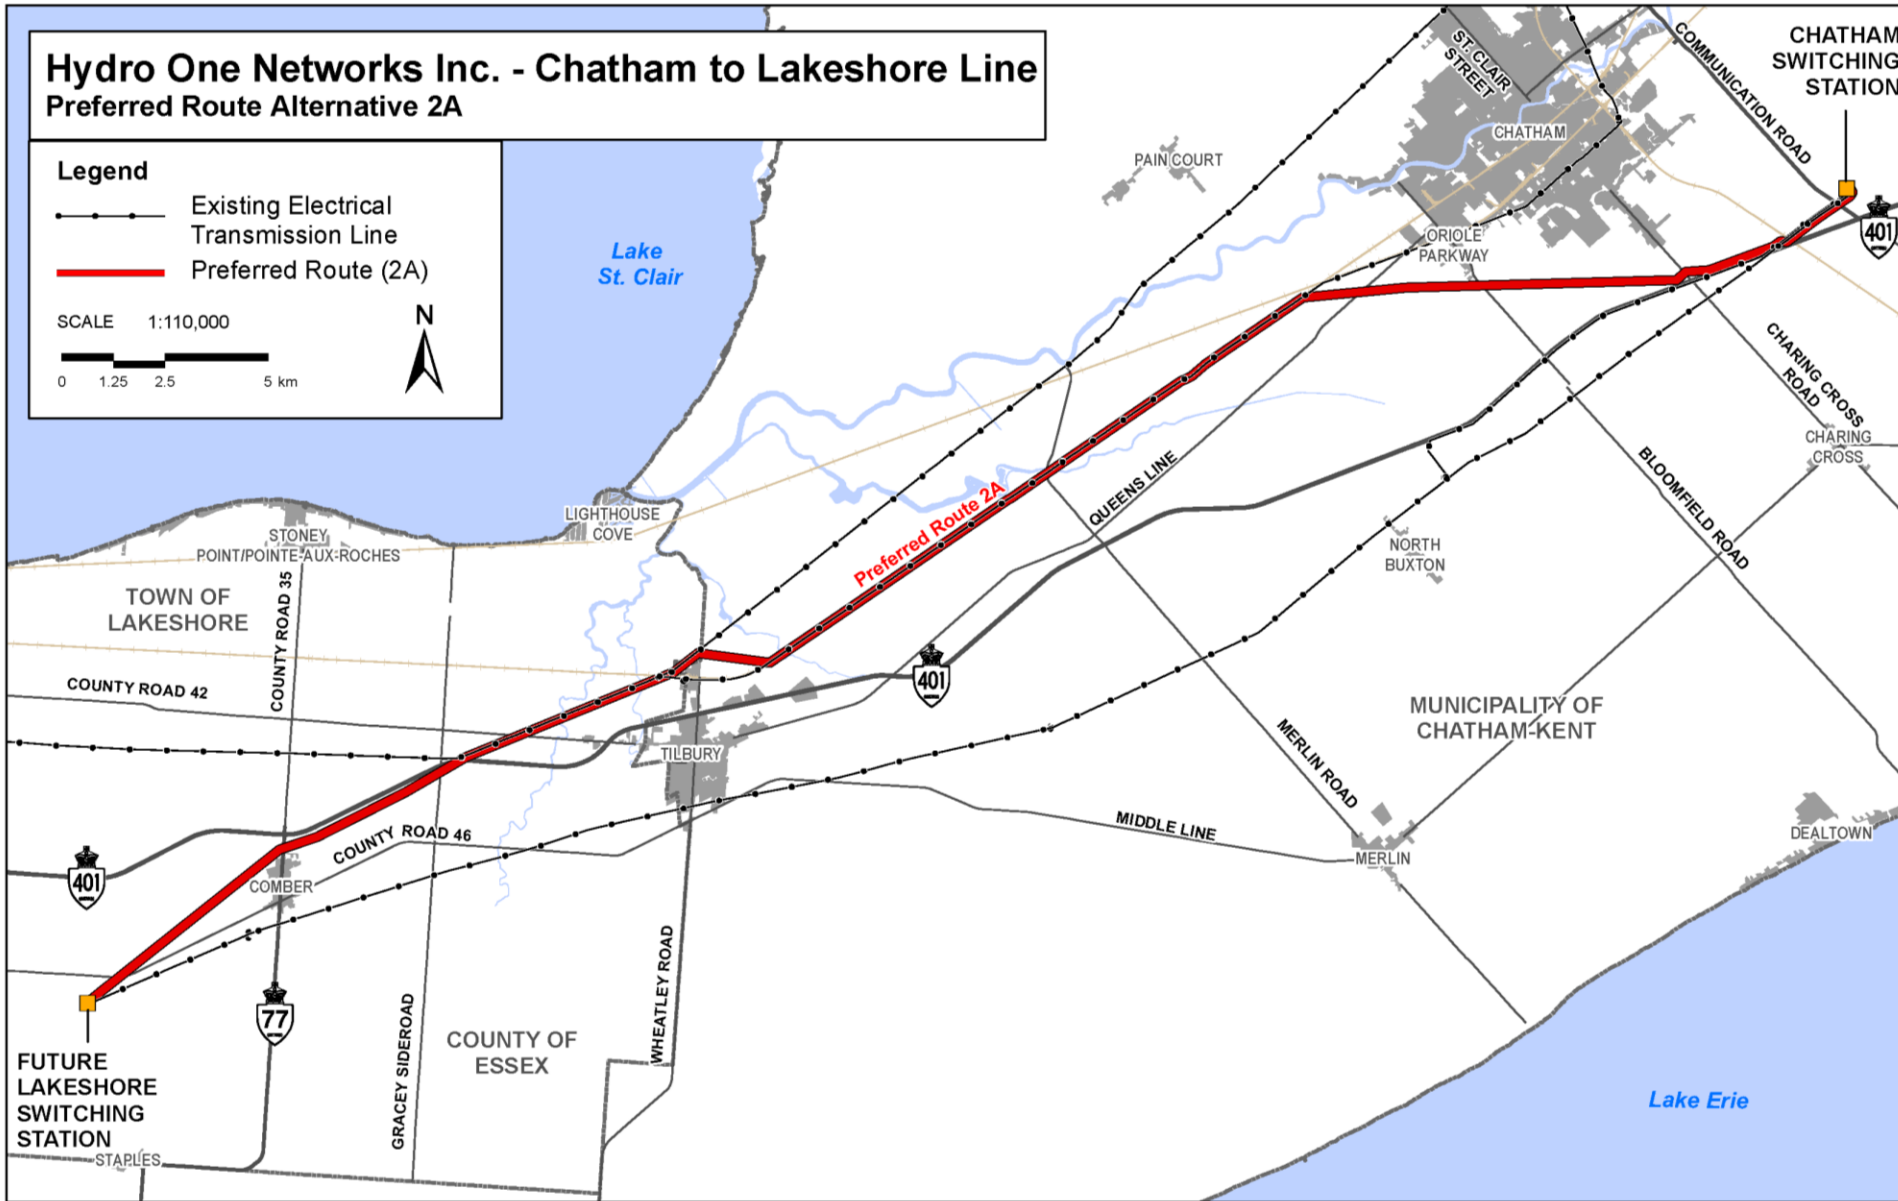 Hydro One Networks Inc. - Chatham to Lakeshore Line
Preferred Route Alternative 2A
Legend
Existing Electrical
Transmission Line
Preferred Route (2A)
SCALE 1:110,000
N
0 1.25 2.5 5 km
Lake
St. Clair
PAIN COURT
ST. CLAIR
STREET
CHATHAM
COMMUNICATION ROAD
CHATHAM
SWITCHING
STATION
401
ORIOLE
PARKWAY
CHARING CROSS
ROAD
CHARING
CROSS
BLOOMFIELD ROAD
QUEENS LINE
Preferred Route 2A
NORTH
BUXTON
LIGHTHOUSE
COVE
STONEY
POINT/POINTE-AUX-ROCHES
TOWN OF
LAKESHORE
COUNTY ROAD 35
COUNTY ROAD 42
401
TILBURY
MUNICIPALITY OF
CHATHAM-KENT
MERLIN ROAD
MIDDLE LINE
MERLIN
DEALTOWN
COUNTY ROAD 46
401
COMBER
77
WHEATLEY ROAD
GRACEY SIDEROAD
COUNTY OF
ESSEX
FUTURE
LAKESHORE
SWITCHING
STATION
STAPLES
Lake Erie